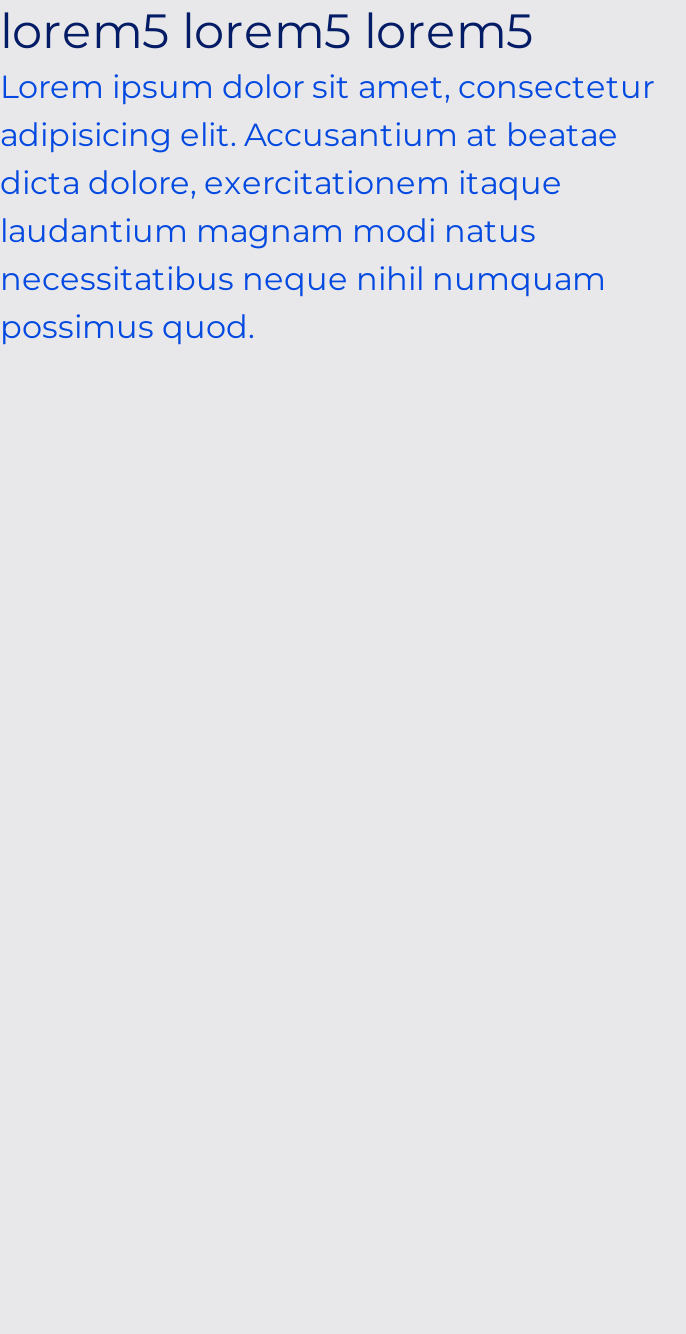 lorem5 lorem5 lorem5
Lorem ipsum dolor sit amet, consectetur
adipisicing elit. Accusantium at beatae
dicta dolore, exercitationem itaque
laudantium magnam modi natus
necessitatibus neque nihil numquam
possimus quod.